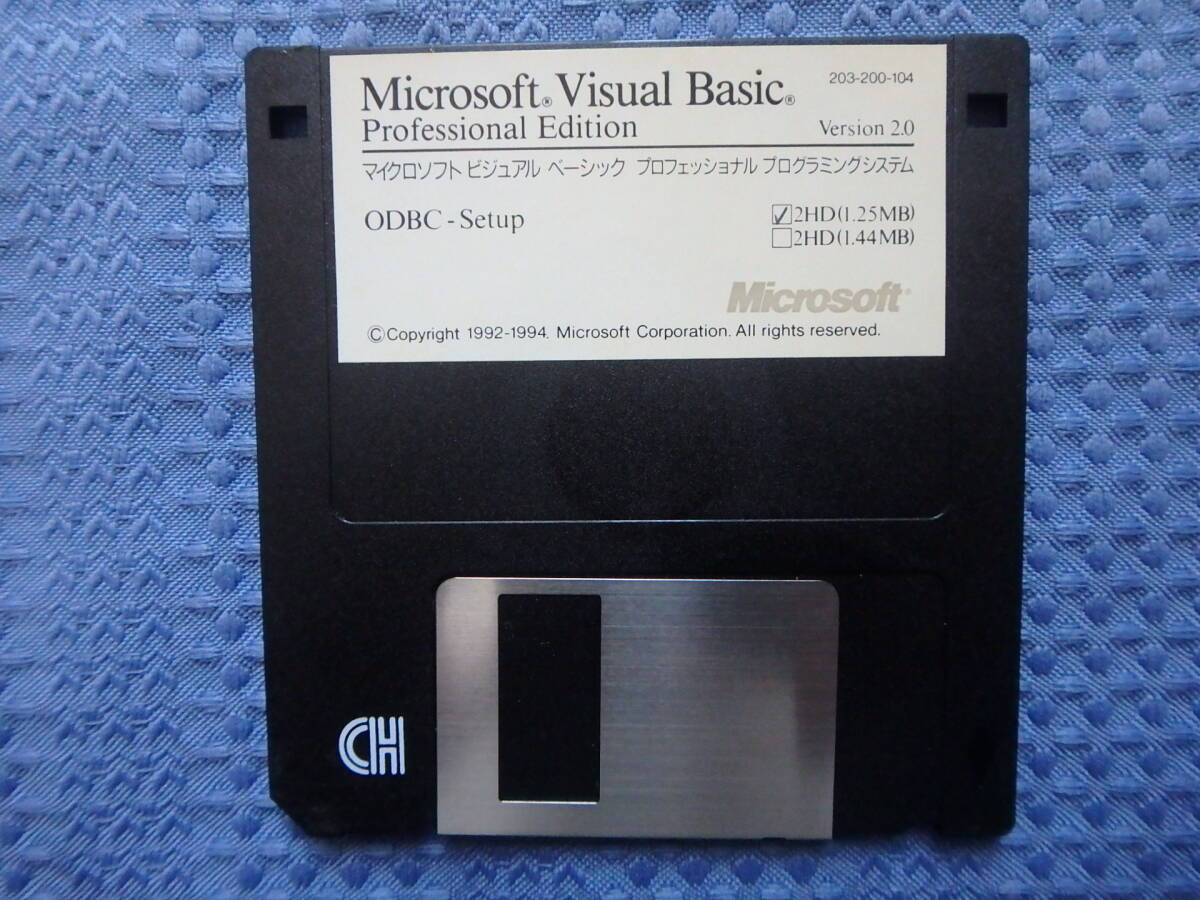 Microsoft® Visual Basic®
203-200-104
Professional Edition
Version 2.0
マイクロソフト ビジュアル ベーシック プロフェッショナル プログラミングシステム
ODBC - Setup
☑2HD(1.25MB)
☐2HD(1.44MB)
Microsoft®
©Copyright 1992-1994. Microsoft Corporation. All rights reserved.
CH